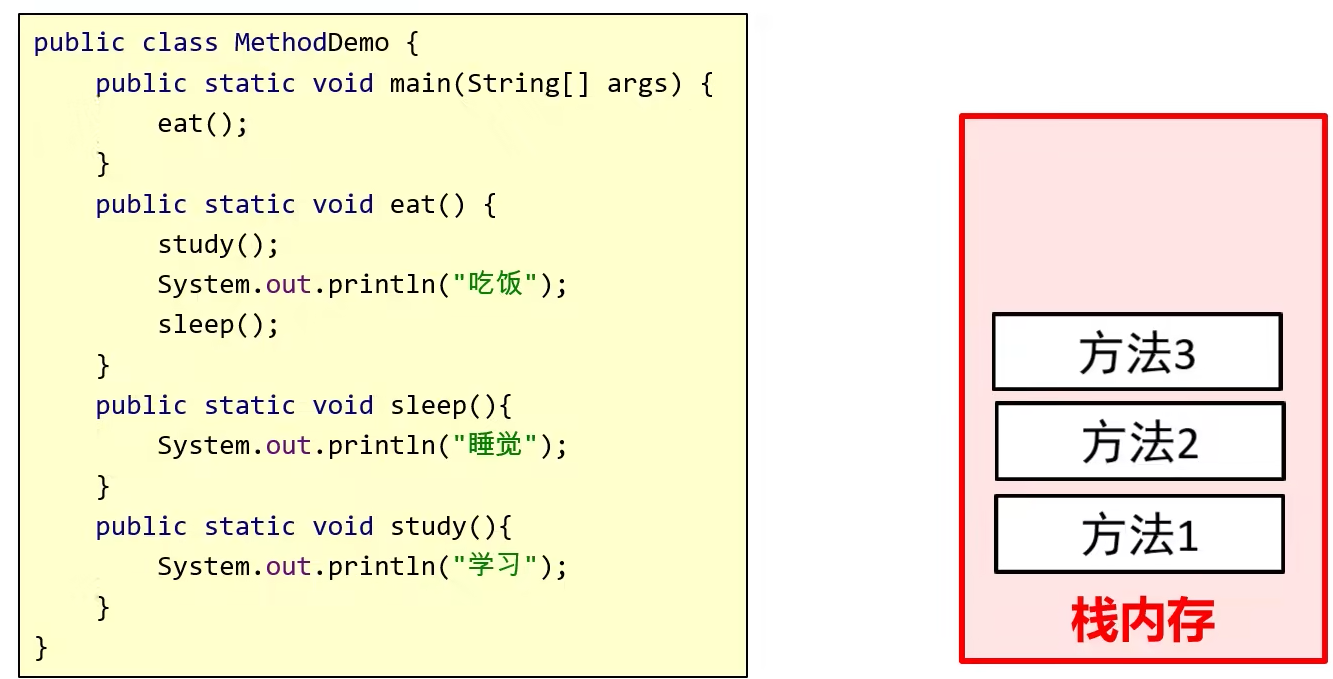 public class MethodDemo {
    public static void main(String[] args) {
        eat();
    }
    public static void eat() {
        study();
        System.out.println("吃饭");
        sleep();
    }
    public static void sleep(){
        System.out.println("睡觉");
    }
    public static void study(){
        System.out.println("学习");
    }
}
方法3
方法2
方法1
栈内存